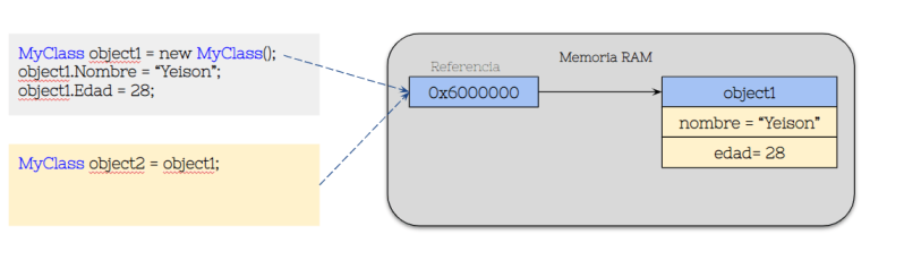 MyClass object1 = new MyClass();
object1.Nombre = “Yeison”;
object1.Edad = 28;
MyClass object2 = object1;
Memoria RAM
Referencia
0x6000000
object1
nombre = “Yeison”
edad= 28